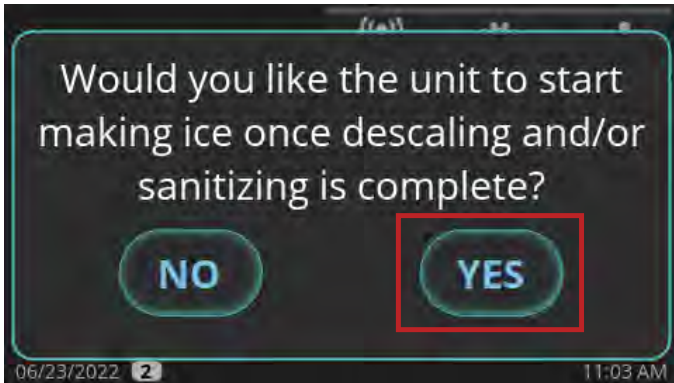 Would you like the unit to start
making ice once descaling and/or
sanitizing is complete?
NO YES
06/23/2022 2 11:03 AM